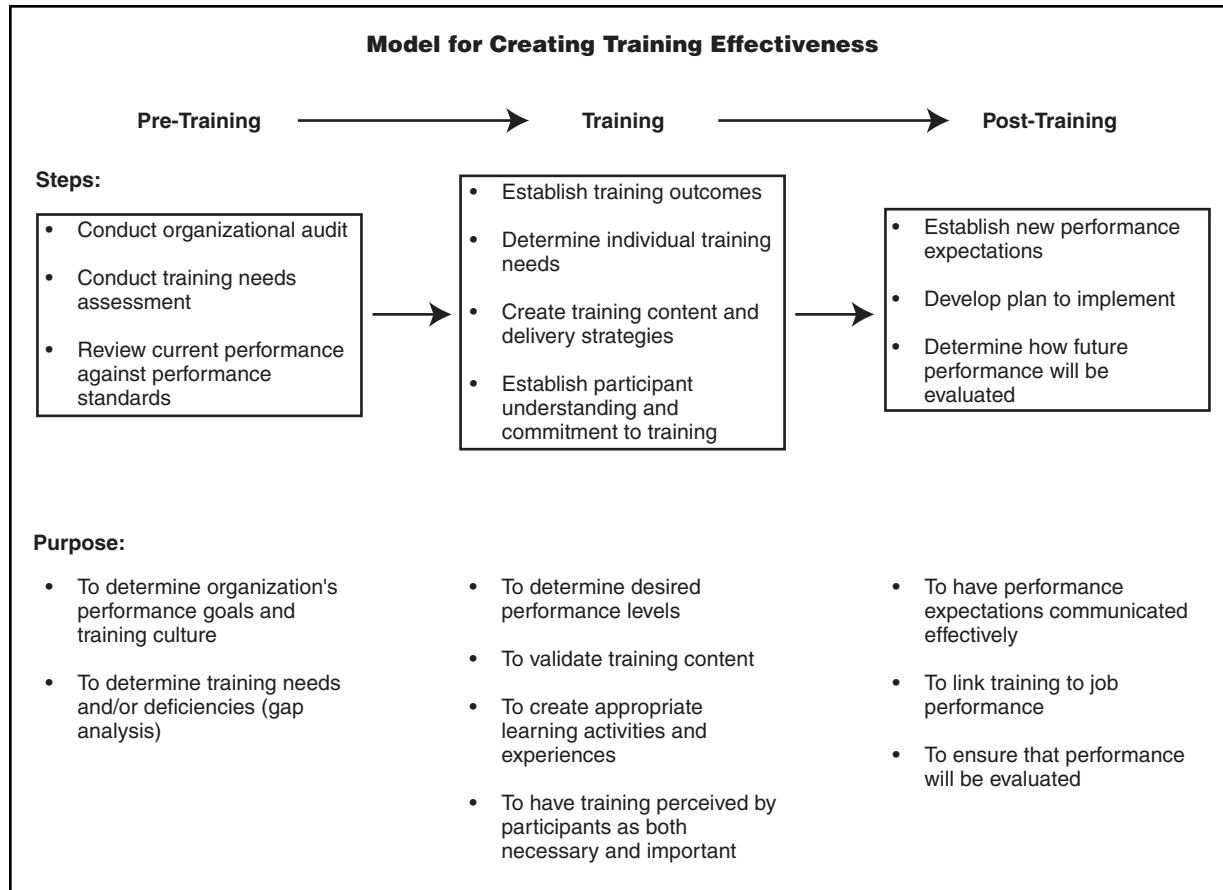 Model for Creating Training Effectiveness
Pre-Training
Training
Post-Training
Steps:
• Conduct organizational audit
• Conduct training needs
assessment
• Review current performance
against performance
standards
• Establish training outcomes
• Determine individual training
needs
• Create training content and
delivery strategies
• Establish participant
understanding and
commitment to training
• Establish new performance
expectations
• Develop plan to implement
• Determine how future
performance will be
evaluated
Purpose:
• To determine organization's
performance goals and
training culture
• To determine training needs
and/or deficiencies (gap
analysis)
• To determine desired
performance levels
• To validate training content
• To create appropriate
learning activities and
experiences
• To have training perceived by
participants as both
necessary and important
• To have performance
expectations communicated
effectively
• To link training to job
performance
• To ensure that performance
will be evaluated